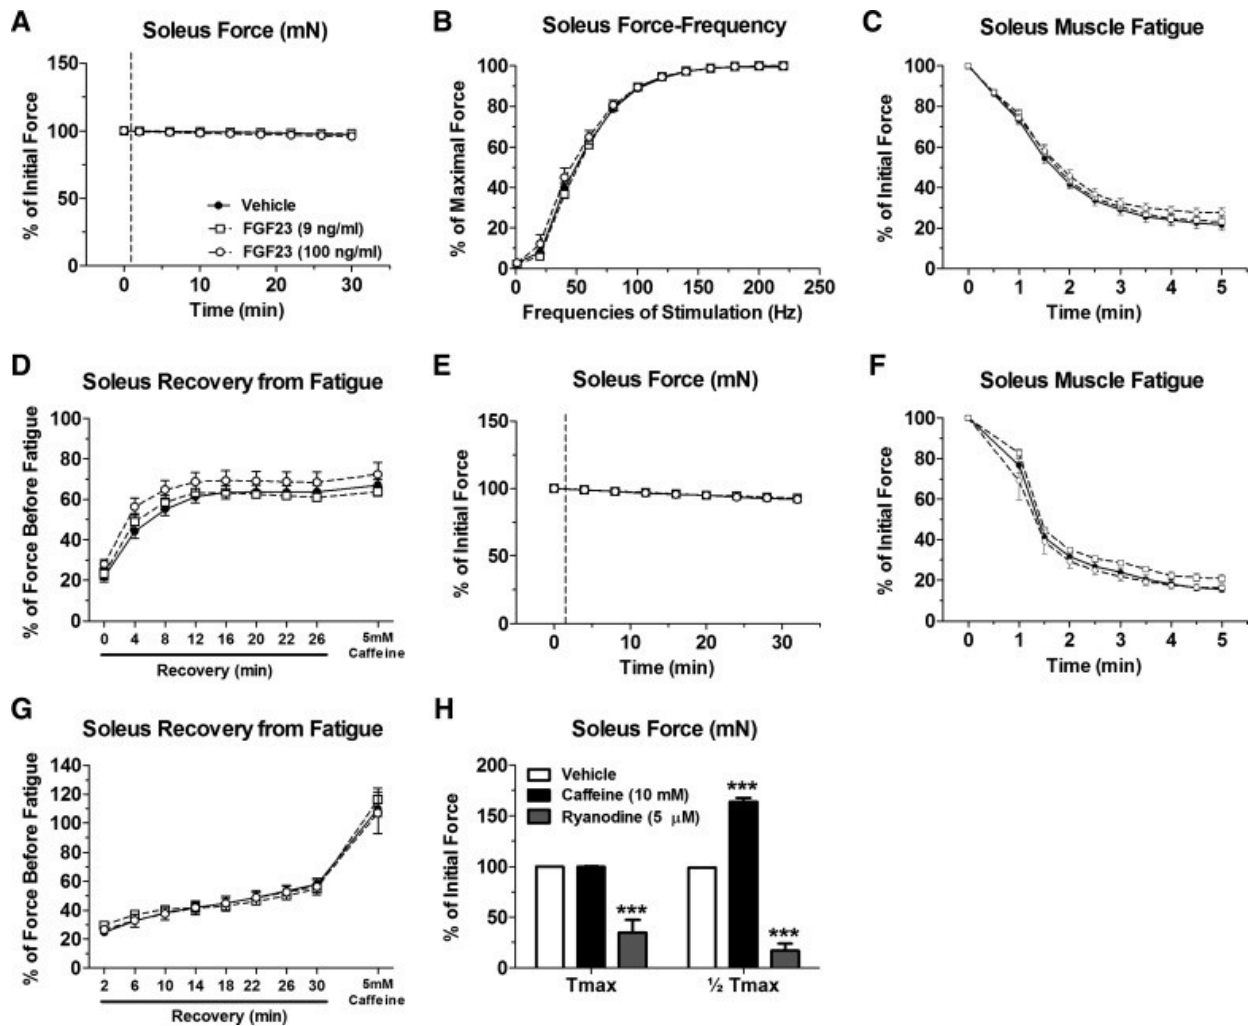 A
Soleus Force (mN)
% of Initial Force
150
100
50
0
0 10 20 30
Time (min)
Vehicle
FGF23 (9 ng/ml)
FGF23 (100 ng/ml)
B
Soleus Force-Frequency
% of Maximal Force
100
80
60
40
20
0
0 50 100 150 200 250
Frequencies of Stimulation (Hz)
C
Soleus Muscle Fatigue
% of Initial Force
100
80
60
40
20
0
0 1 2 3 4 5
Time (min)
D
Soleus Recovery from Fatigue
% of Force Before Fatigue
100
80
60
40
20
0
0 4 8 12 16 20 22 26 5mM
Caffeine
Recovery (min)
E
Soleus Force (mN)
% of Initial Force
150
100
50
0
0 10 20 30
Time (min)
F
Soleus Muscle Fatigue
% of Initial Force
100
80
60
40
20
0
0 1 2 3 4 5
Time (min)
G
Soleus Recovery from Fatigue
% of Force Before Fatigue
140
120
100
80
60
40
20
0
2 6 10 14 18 22 26 30 5mM
Caffeine
Recovery (min)
H
Soleus Force (mN)
% of Initial Force
200
150
100
50
0
Vehicle
Caffeine (10 mM)
Ryanodine (5 µM)
***
***
***
Tmax ½ Tmax